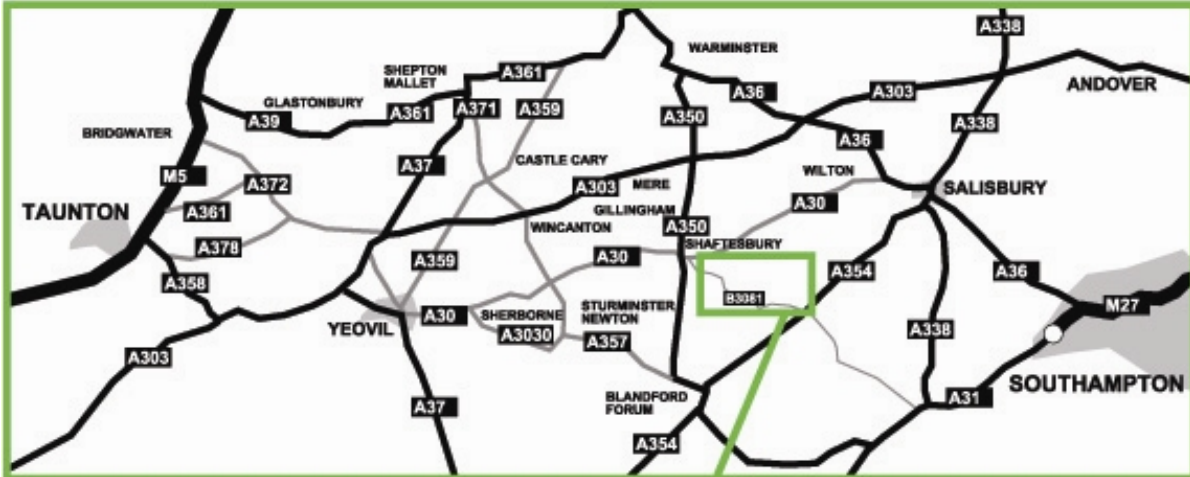 A338
WARMINSTER
SHEPTON
MALLET
A361
ANDOVER
A36
A303
GLASTONBURY
A371
A359
A39
A361
A350
A338
BRIDGWATER
A36
CASTLE CARY
A37
WILTON
M5
A372
A303
MERE
SALISBURY
TAUNTON
A361
GILLINGHAM
A30
WINCANTON
A350
A378
SHAFTESBURY
A359
A30
A354
A36
A358
B3081
M27
YEOVIL
A30
SHERBORNE
STURMINSTER
NEWTON
A338
A3030
A357
A303
SOUTHAMPTON
A37
BLANDFORD
FORUM
A31
A354